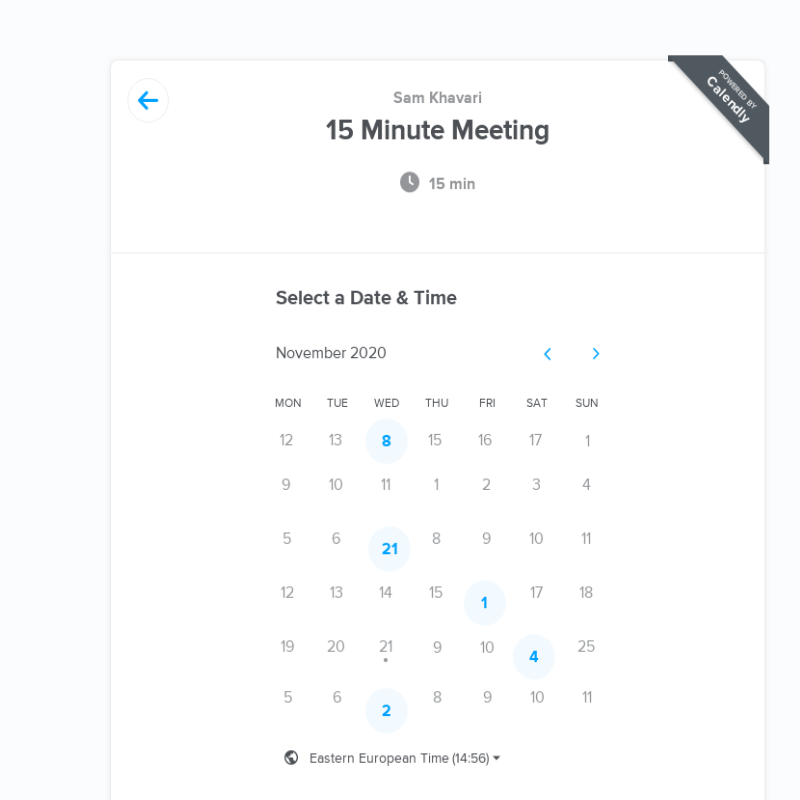 POWERED BY
Calendly
Sam Khavari
15 Minute Meeting
15 min
Select a Date & Time
November 2020
MON TUE WED THU FRI SAT SUN
12 13 8 15 16 17 1
9 10 11 1 2 3 4
5 6 21 8 9 10 11
12 13 14 15 1 17 18
19 20 21 9 10 4 25
5 6 2 8 9 10 11
Eastern European Time (14:56)